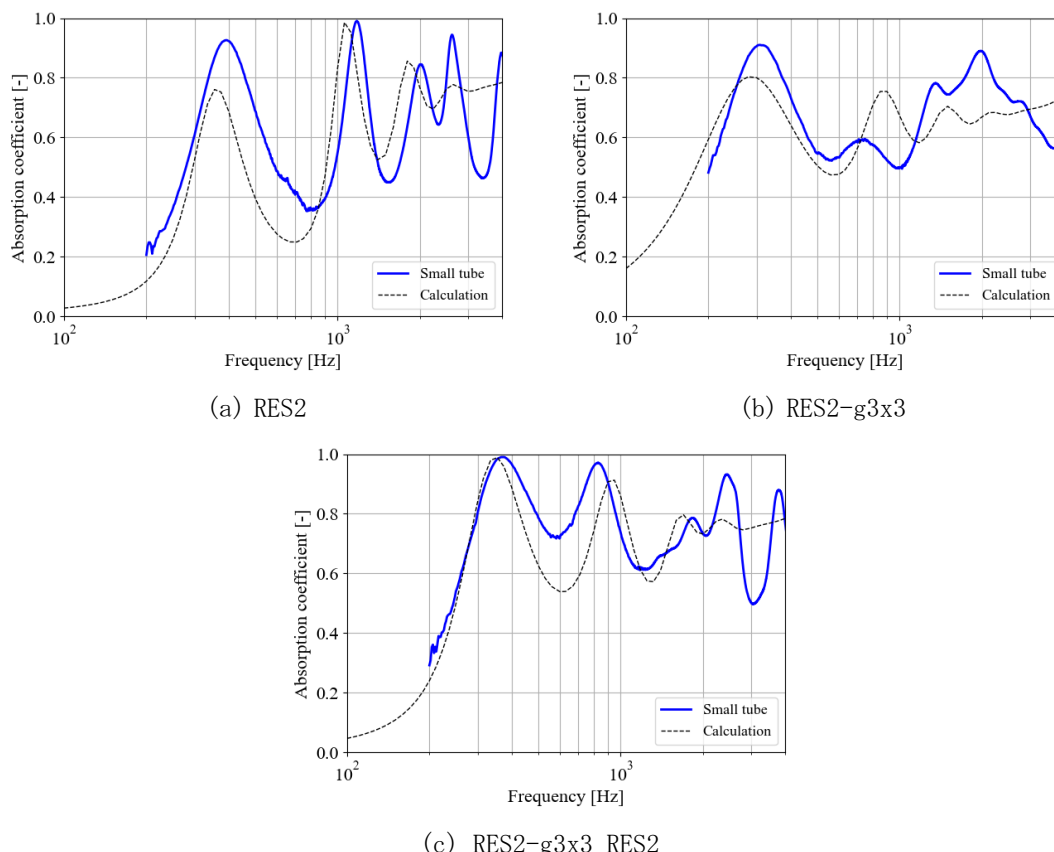 1.0
0.8
0.6
0.4
0.2
0.0
Absorption coefficient [-]
Small tube
Calculation
10²
10³
Frequency [Hz]
(a) RES2
1.0
0.8
0.6
0.4
0.2
0.0
Absorption coefficient [-]
Small tube
Calculation
10²
10³
Frequency [Hz]
(b) RES2-g3x3
1.0
0.8
0.6
0.4
0.2
0.0
Absorption coefficient [-]
Small tube
Calculation
10²
10³
Frequency [Hz]
(c) RES2-g3x3_RES2